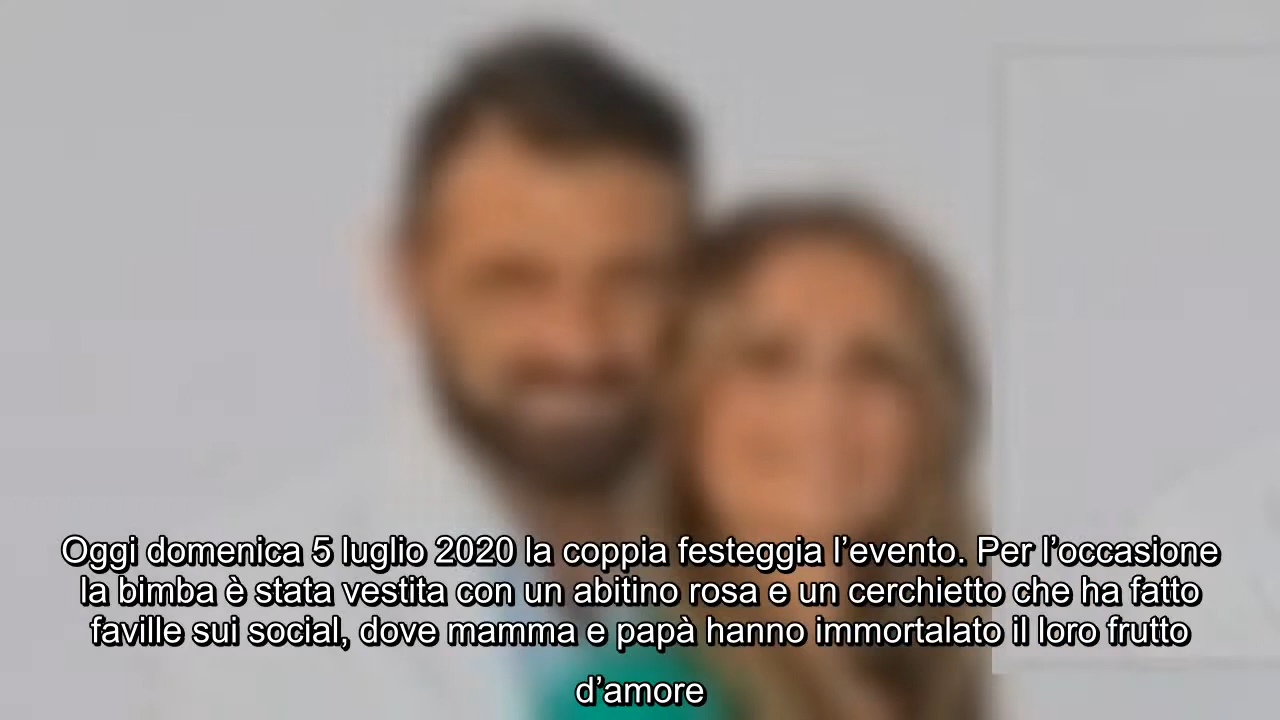 Oggi domenica 5 luglio 2020 la coppia festeggia l’evento. Per l’occasione
la bimba è stata vestita con un abitino rosa e un cerchietto che ha fatto
faville sui social, dove mamma e papà hanno immortalato il loro frutto
d’amore